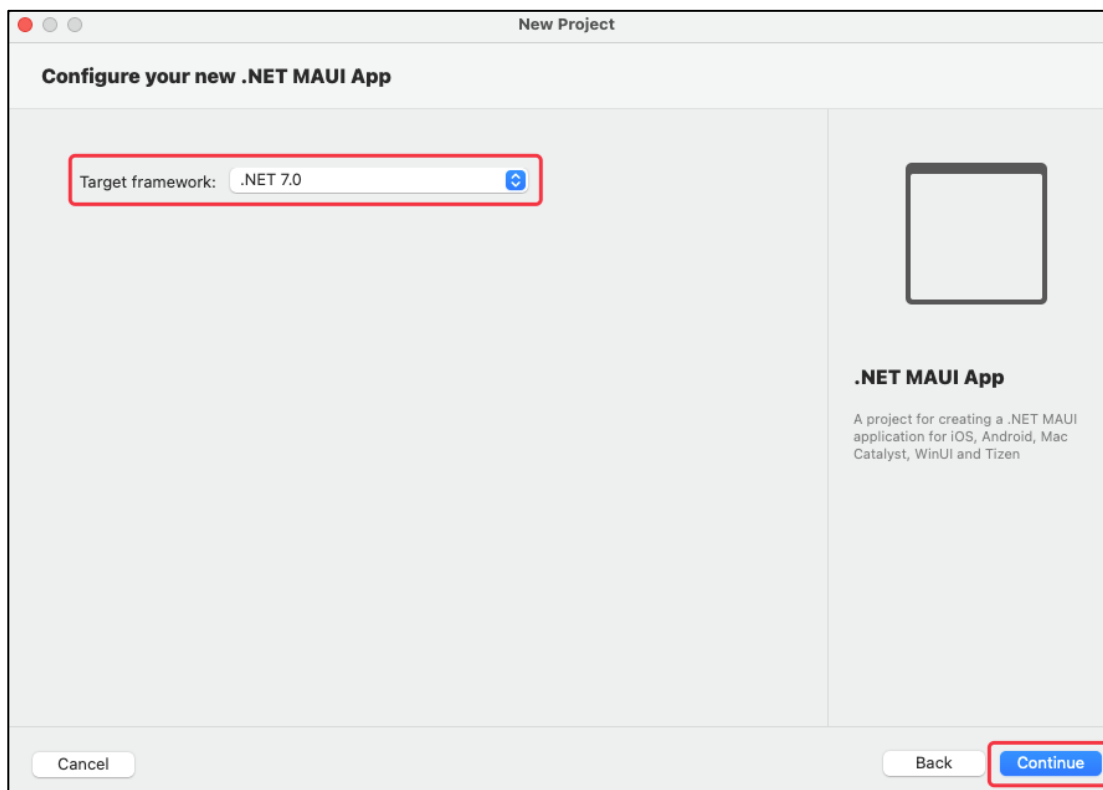 New Project
Configure your new .NET MAUI App
Target framework: .NET 7.0
.NET MAUI App
A project for creating a .NET MAUI
application for iOS, Android, Mac
Catalyst, WinUI and Tizen
Cancel
Back
Continue